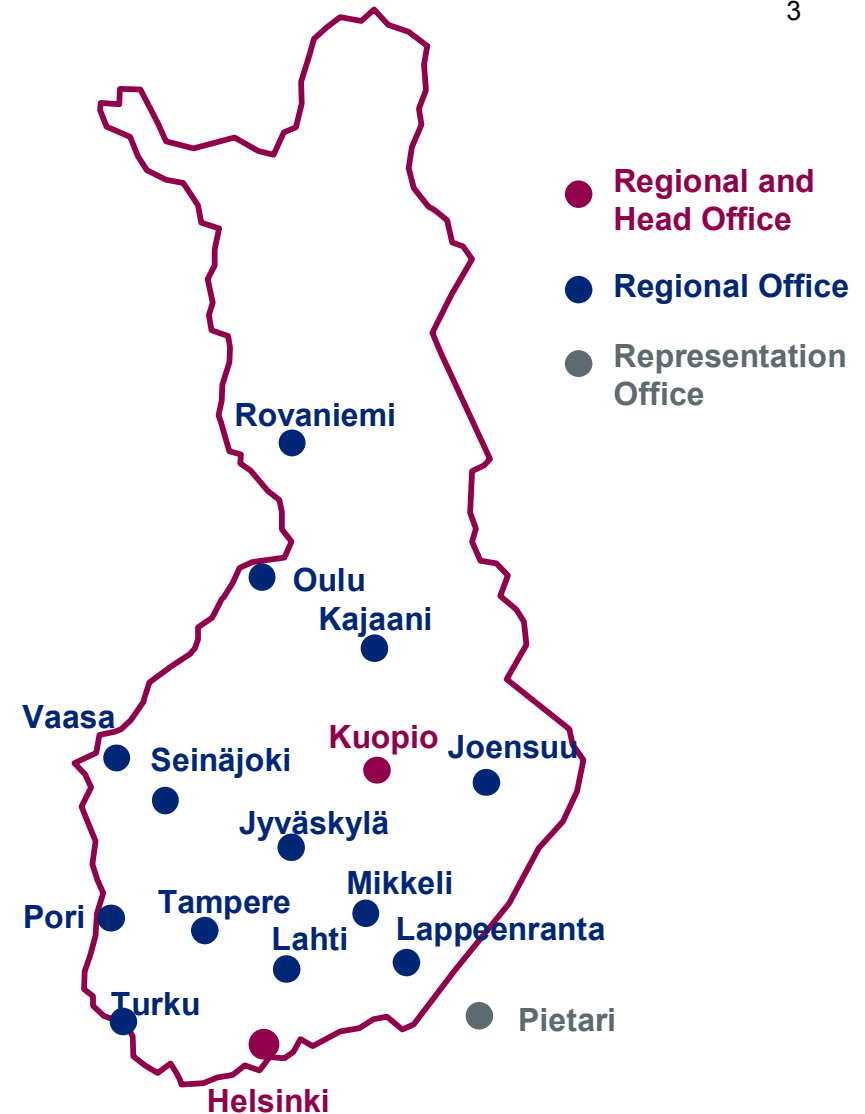 3
Regional and
Head Office
Regional Office
Representation
Office
Rovaniemi
Oulu
Kajaani
Vaasa
Kuopio
Joensuu
Seinäjoki
Jyväskylä
Mikkeli
Tampere
Pori
Lappeenranta
Lahti
Turku
Pietari
Helsinki